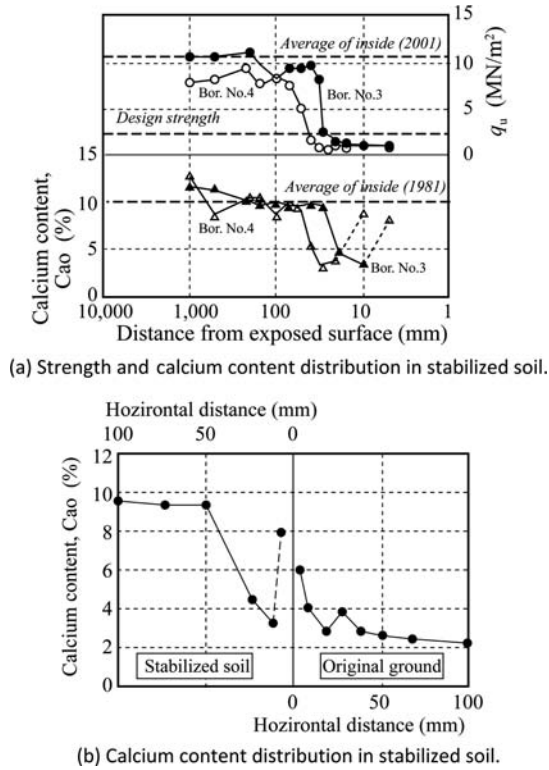 15
10
5
0
q_u (MN/m²)
Average of inside (2001)
Bor. No.4
Bor. No.3
Design strength
15
10
5
0
Calcium content,
Cao (%)
Average of inside (1981)
Bor. No.4
Bor. No.3
10,000 1,000 100 10 1
Distance from exposed surface (mm)
(a) Strength and calcium content distribution in stabilized soil.
Hozirontal distance (mm)
100 50 0
12
10
8
6
4
2
0
Calcium content, Cao (%)
Stabilized soil
Original ground
0 50 100
Hozirontal distance (mm)
(b) Calcium content distribution in stabilized soil.